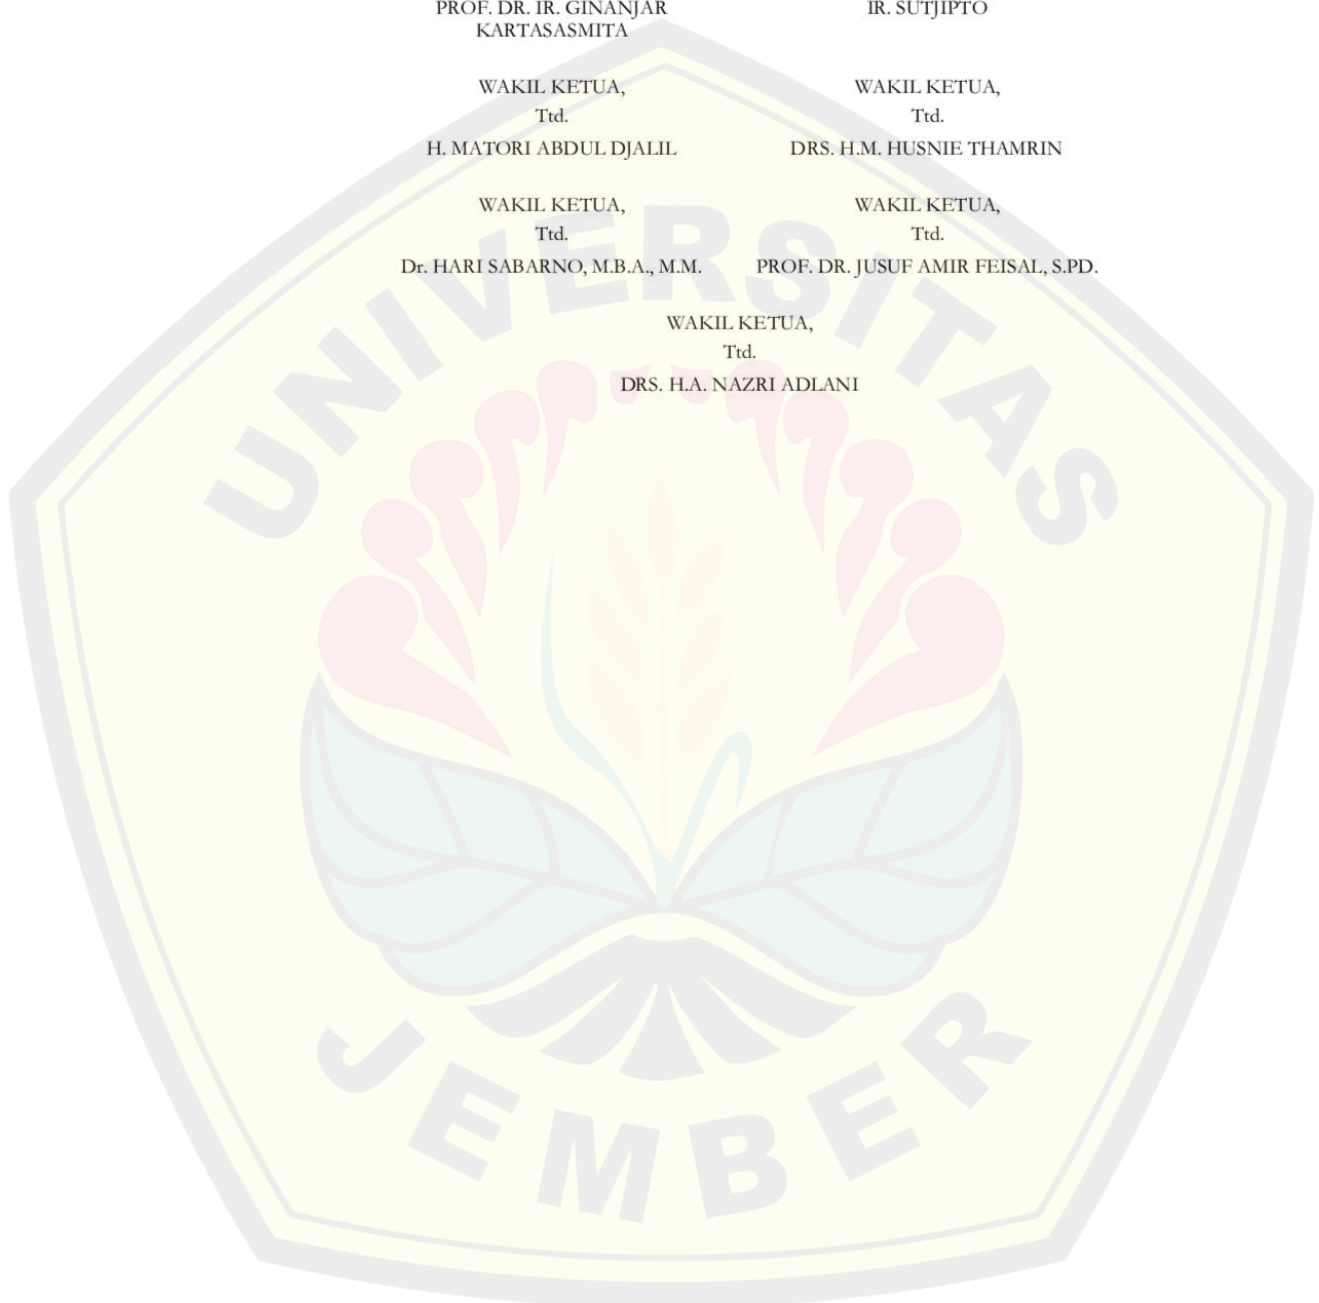 PROF. DR. IR. GINANJAR
KARTASASMITA
IR. SUTJIPTO
WAKIL KETUA,
Ttd.
H. MATORI ABDUL DJALIL
WAKIL KETUA,
Ttd.
DRS. H.M. HUSNIE THAMRIN
WAKIL KETUA,
Ttd.
Dr. HARI SABARNO, M.B.A., M.M.
WAKIL KETUA,
Ttd.
PROF. DR. JUSUF AMIR FEISAL, S.PD.
WAKIL KETUA,
Ttd.
DRS. H.A. NAZRI ADLANI
UNIVERSITAS
JEMBER